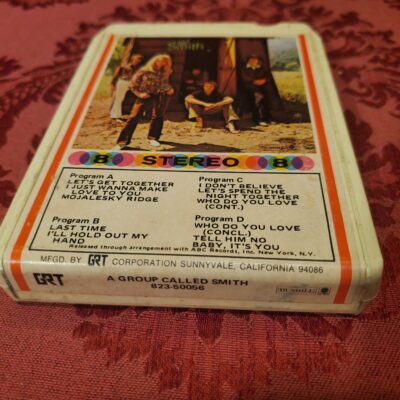 Smith
8 STEREO 8
Program A
LET'S GET TOGETHER
I JUST WANNA MAKE
LOVE TO YOU
MOJALESKY RIDGE
Program B
LAST TIME
I'LL HOLD OUT MY
HAND
Program C
I DON'T BELIEVE
LET'S SPEND THE
NIGHT TOGETHER
WHO DO YOU LOVE
(CONT.)
Program D
WHO DO YOU LOVE
(CONCL.)
TELL HIM NO
BABY, IT'S YOU
Released through arrangement with ABC Records, Inc. New York, N.Y.
MFGD. BY GRT CORPORATION SUNNYVALE, CALIFORNIA 94086
GRT A GROUP CALLED SMITH
823-50056
DUNHILL